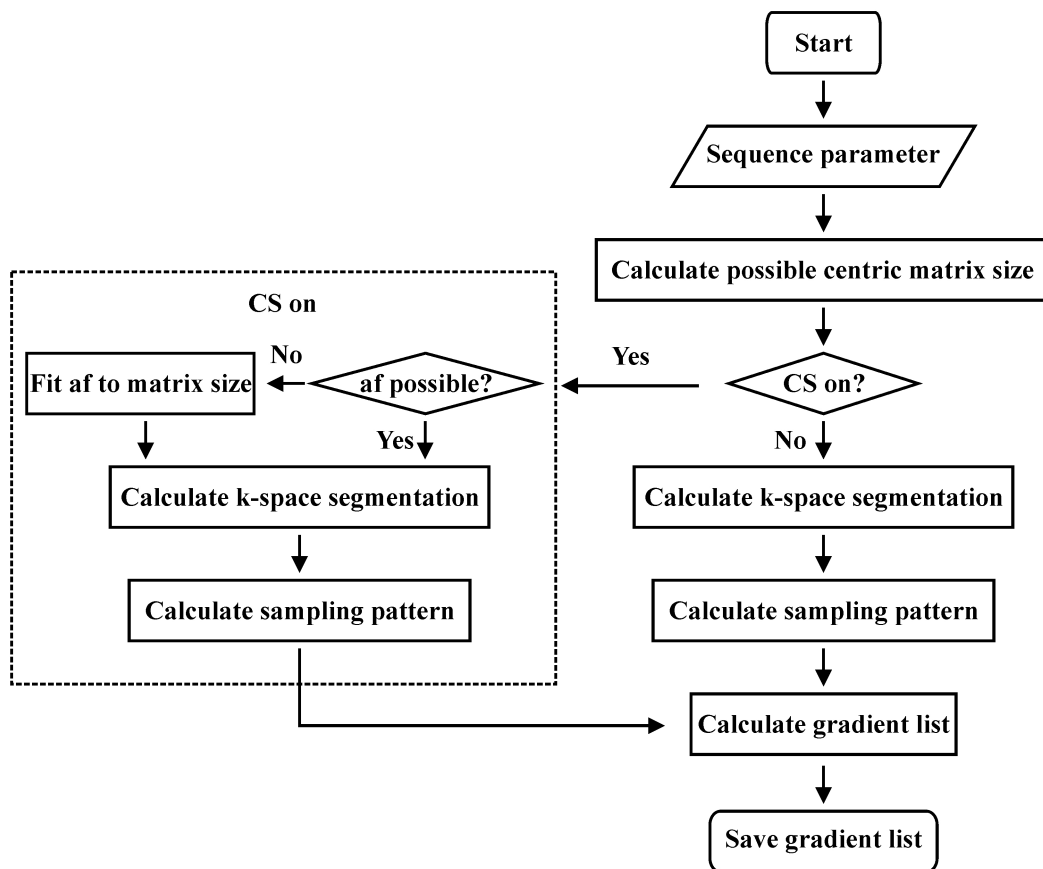 Start
Sequence parameter
Calculate possible centric matrix size
CS on
No
Yes
Fit af to matrix size
af possible?
CS on?
Yes
No
Calculate k-space segmentation
Calculate k-space segmentation
Calculate sampling pattern
Calculate sampling pattern
Calculate gradient list
Save gradient list